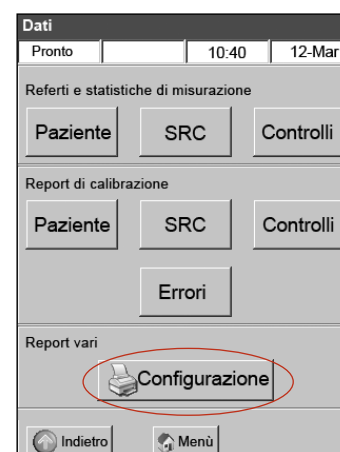 Dati
Pronto 10:40 12-Mar
Referti e statistiche di misurazione
Paziente SRC Controlli
Report di calibrazione
Paziente SRC Controlli
Errori
Report vari
Configurazione
Indietro Menù